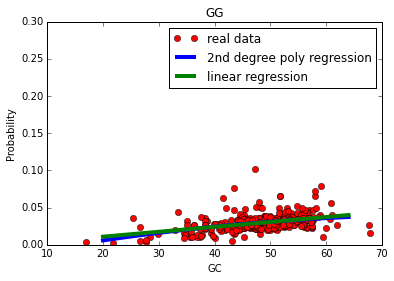 GG
real data
2nd degree poly regression
linear regression
0.30
0.25
0.20
0.15
0.10
0.05
0.00
Probability
10 20 30 40 50 60 70
GC